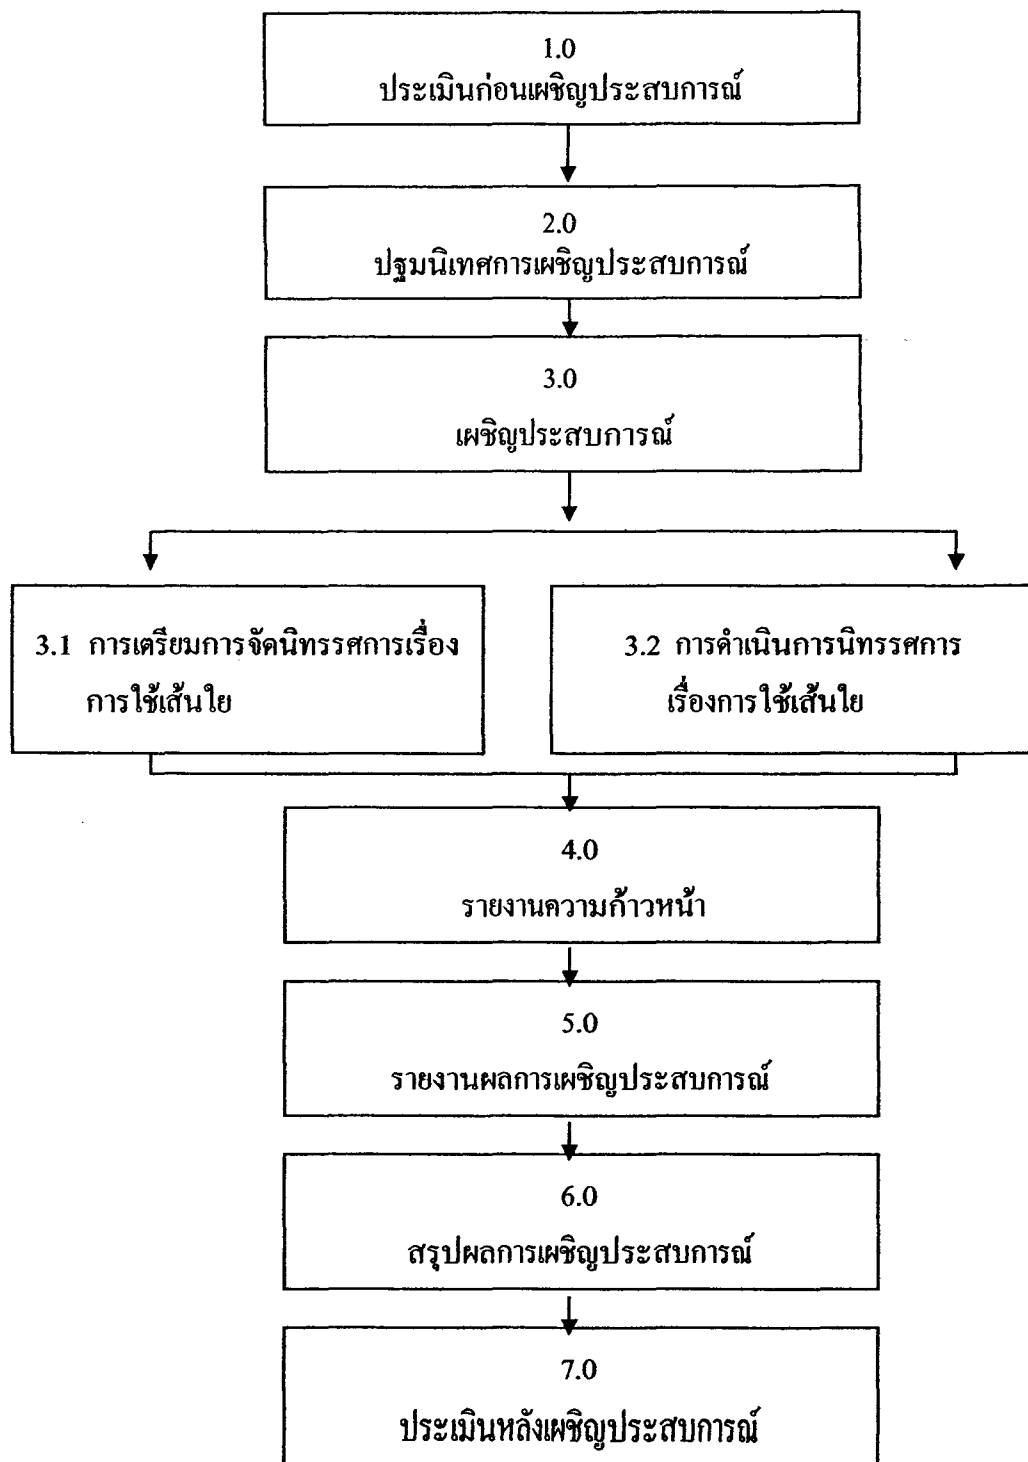 1.0
ประเมินก่อนเผชิญประสบการณ์
2.0
ปฐมนิเทศการเผชิญประสบการณ์
3.0
เผชิญประสบการณ์
3.1 การเตรียมการจัดนิทรรศการเรื่อง
การใช้เส้นใย
3.2 การดำเนินการนิทรรศการ
เรื่องการใช้เส้นใย
4.0
รายงานความก้าวหน้า
5.0
รายงานผลการเผชิญประสบการณ์
6.0
สรุปผลการเผชิญประสบการณ์
7.0
ประเมินหลังเผชิญประสบการณ์